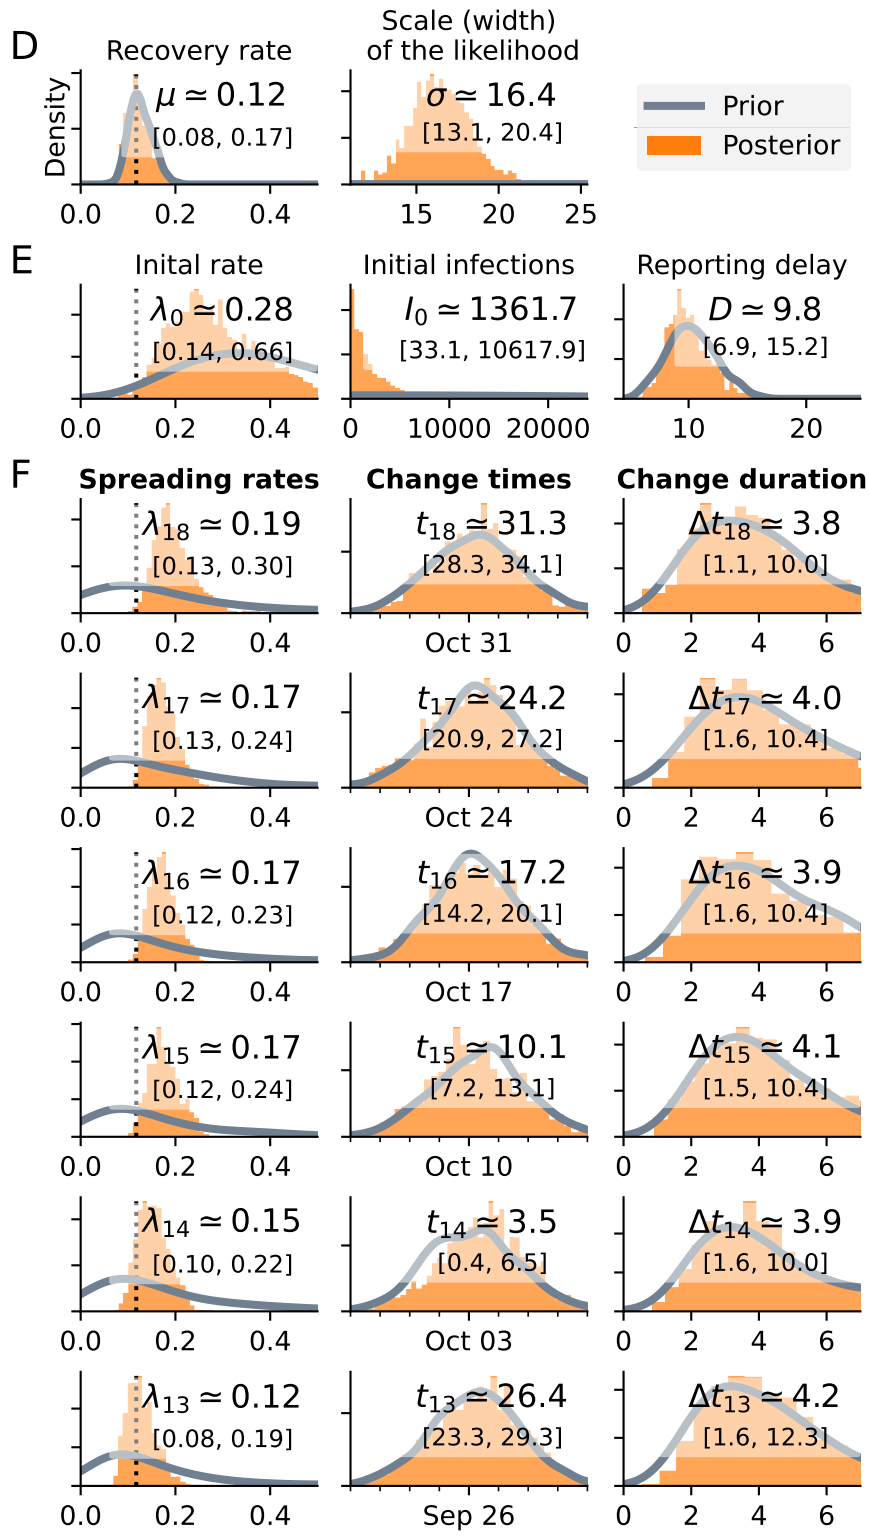 D
Recovery rate
Scale (width)
of the likelihood
Density
μ ≃ 0.12
[0.08, 0.17]
0.0 0.2 0.4
σ ≃ 16.4
[13.1, 20.4]
15 20 25
Prior
Posterior
E
Inital rate
λ0 ≃ 0.28
[0.14, 0.66]
0.0 0.2 0.4
Initial infections
I0 ≃ 1361.7
[33.1, 10617.9]
0 10000 20000
Reporting delay
D ≃ 9.8
[6.9, 15.2]
10 20
F
Spreading rates Change times Change duration
λ18 ≃ 0.19
[0.13, 0.30]
0.0 0.2 0.4
t18 ≃ 31.3
[28.3, 34.1]
Oct 31
Δt18 ≃ 3.8
[1.1, 10.0]
0 2 4 6
λ17 ≃ 0.17
[0.13, 0.24]
0.0 0.2 0.4
t17 ≃ 24.2
[20.9, 27.2]
Oct 24
Δt17 ≃ 4.0
[1.6, 10.4]
0 2 4 6
λ16 ≃ 0.17
[0.12, 0.23]
0.0 0.2 0.4
t16 ≃ 17.2
[14.2, 20.1]
Oct 17
Δt16 ≃ 3.9
[1.6, 10.4]
0 2 4 6
λ15 ≃ 0.17
[0.12, 0.24]
0.0 0.2 0.4
t15 ≃ 10.1
[7.2, 13.1]
Oct 10
Δt15 ≃ 4.1
[1.5, 10.4]
0 2 4 6
λ14 ≃ 0.15
[0.10, 0.22]
0.0 0.2 0.4
t14 ≃ 3.5
[0.4, 6.5]
Oct 03
Δt14 ≃ 3.9
[1.6, 10.0]
0 2 4 6
λ13 ≃ 0.12
[0.08, 0.19]
0.0 0.2 0.4
t13 ≃ 26.4
[23.3, 29.3]
Sep 26
Δt13 ≃ 4.2
[1.6, 12.3]
0 2 4 6